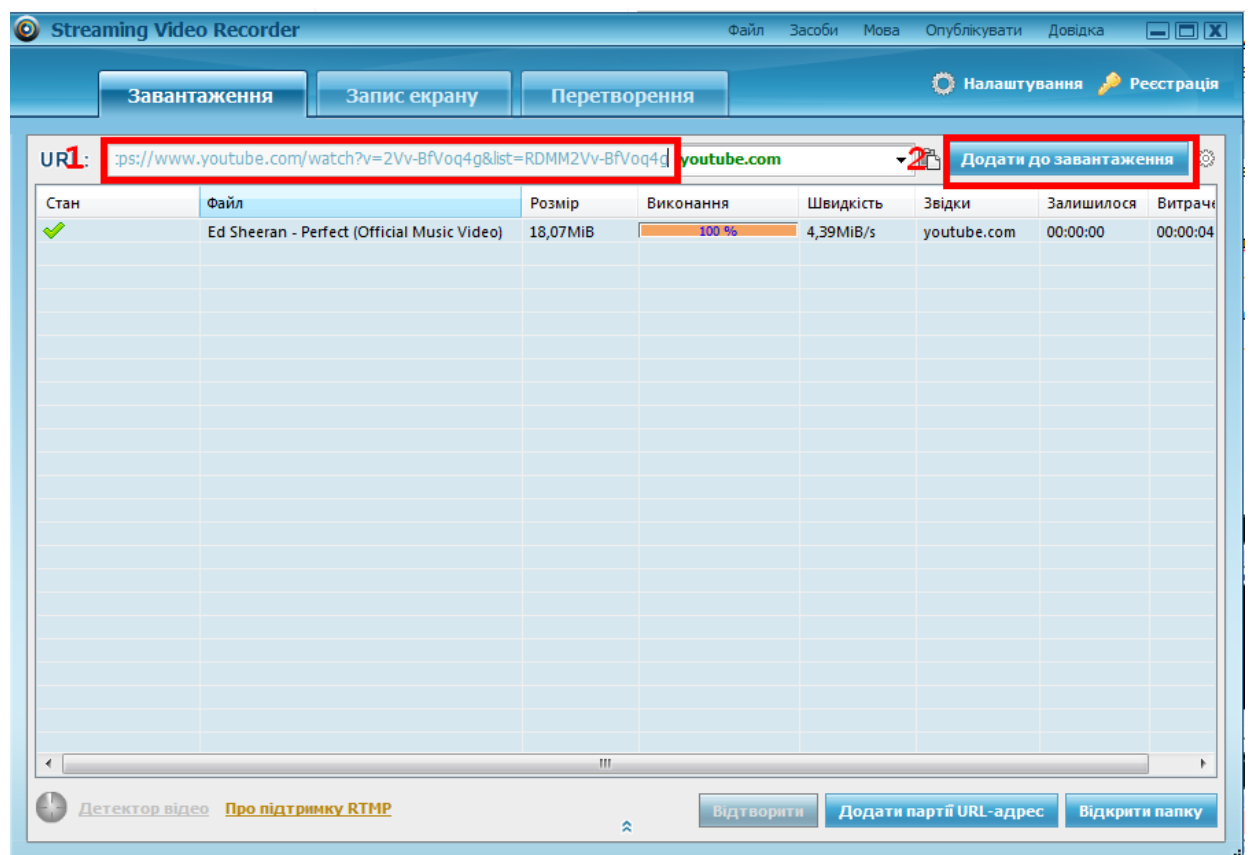 Streaming Video Recorder Файл Засоби Мова Опублікувати Довідка
Завантаження Запис екрану Перетворення Налаштування Реєстрація
URL: 1 :ps://www.youtube.com/watch?v=2Vv-BfVoq4g&list=RDMM2Vv-BfVoq4g youtube.com 2 Додати до завантаження
Стан Файл Розмір Виконання Швидкість Звідки Залишилося Витраче
Ed Sheeran - Perfect (Official Music Video) 18,07MiB 100 % 4,39MiB/s youtube.com 00:00:00 00:00:04
Детектор відео Про підтримку RTMP Відтворити Додати партії URL-адрес Відкрити папку